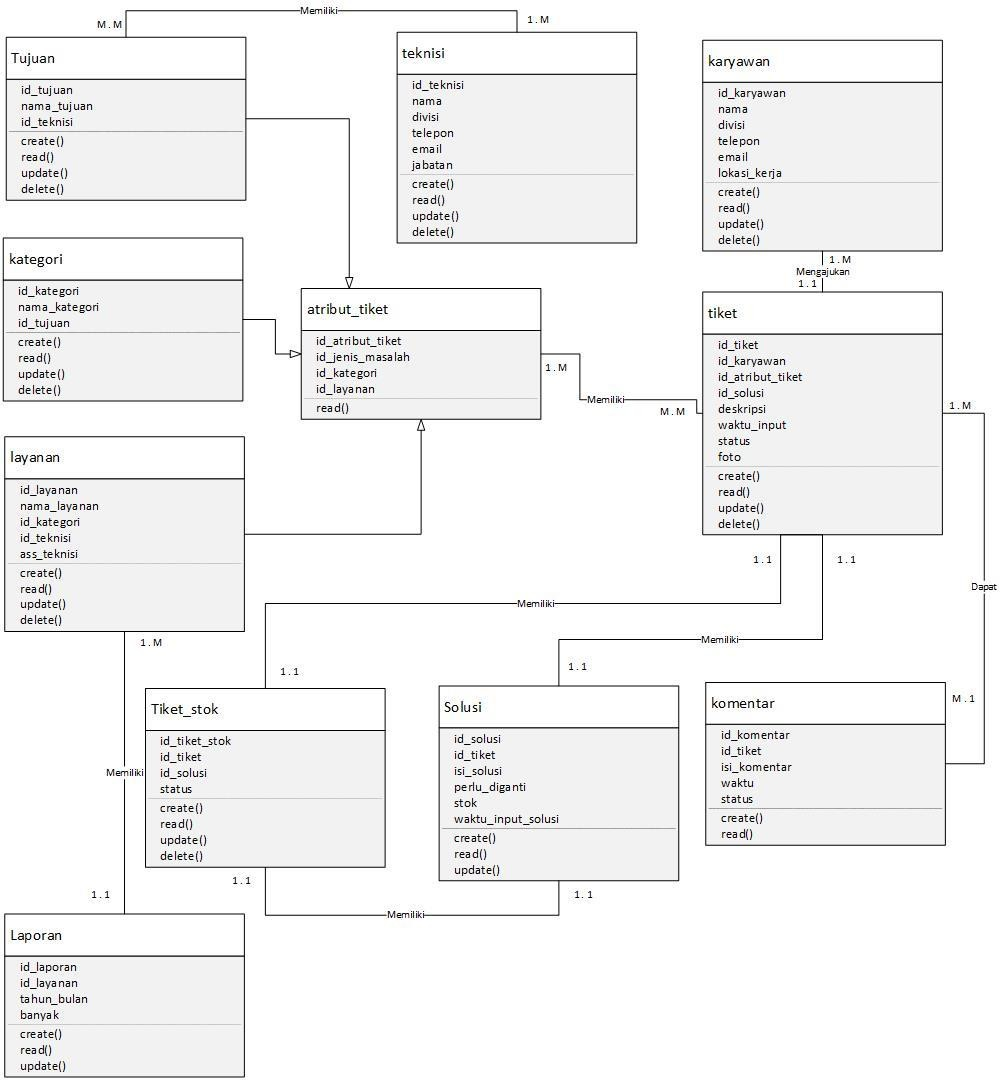 Memiliki
M.M
1.M
Tujuan
id_tujuan
nama_tujuan
id_teknisi
create()
read()
update()
delete()
teknisi
id_teknisi
nama
divisi
telepon
email
jabatan
create()
read()
update()
delete()
karyawan
id_karyawan
nama
divisi
telepon
email
lokasi_kerja
create()
read()
update()
delete()
1.M
Mengajukan
1.1
kategori
id_kategori
nama_kategori
id_tujuan
create()
read()
update()
delete()
atribut_tiket
id_atribut_tiket
id_jenis_masalah
id_kategori
id_layanan
read()
1.M
Memiliki
M.M
tiket
id_tiket
id_karyawan
id_atribut_tiket
id_solusi
deskripsi
waktu_input
status
foto
create()
read()
update()
delete()
1.M
Dapat
M.1
layanan
id_layanan
nama_layanan
id_kategori
id_teknisi
ass_teknisi
create()
read()
update()
delete()
1.M
Memiliki
1.1
1.1
1.1
Memiliki
Memiliki
1.1
1.1
Tiket_stok
id_tiket_stok
id_tiket
id_solusi
status
create()
read()
update()
delete()
1.1
Memiliki
1.1
Solusi
id_solusi
id_tiket
isi_solusi
perlu_diganti
stok
waktu_input_solusi
create()
read()
update()
komentar
id_komentar
id_tiket
isi_komentar
waktu
status
create()
read()
Laporan
id_laporan
id_layanan
tahun_bulan
banyak
create()
read()
update()